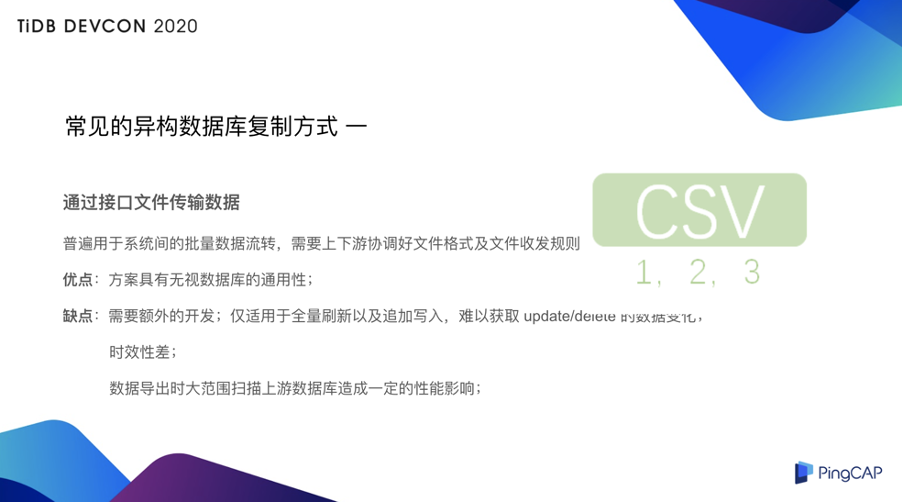 TiDB DEVCON 2020
常见的异构数据库复制方式 一
通过接口文件传输数据
CSV
1，2，3
普遍用于系统间的批量数据流转，需要上下游协调好文件格式及文件收发规则
优点：方案具有无视数据库的通用性；
缺点：需要额外的开发；仅适用于全量刷新以及追加写入，难以获取 update/delete 的数据变化，
时效性差；
数据导出时大范围扫描上游数据库造成一定的性能影响；
PingCAP